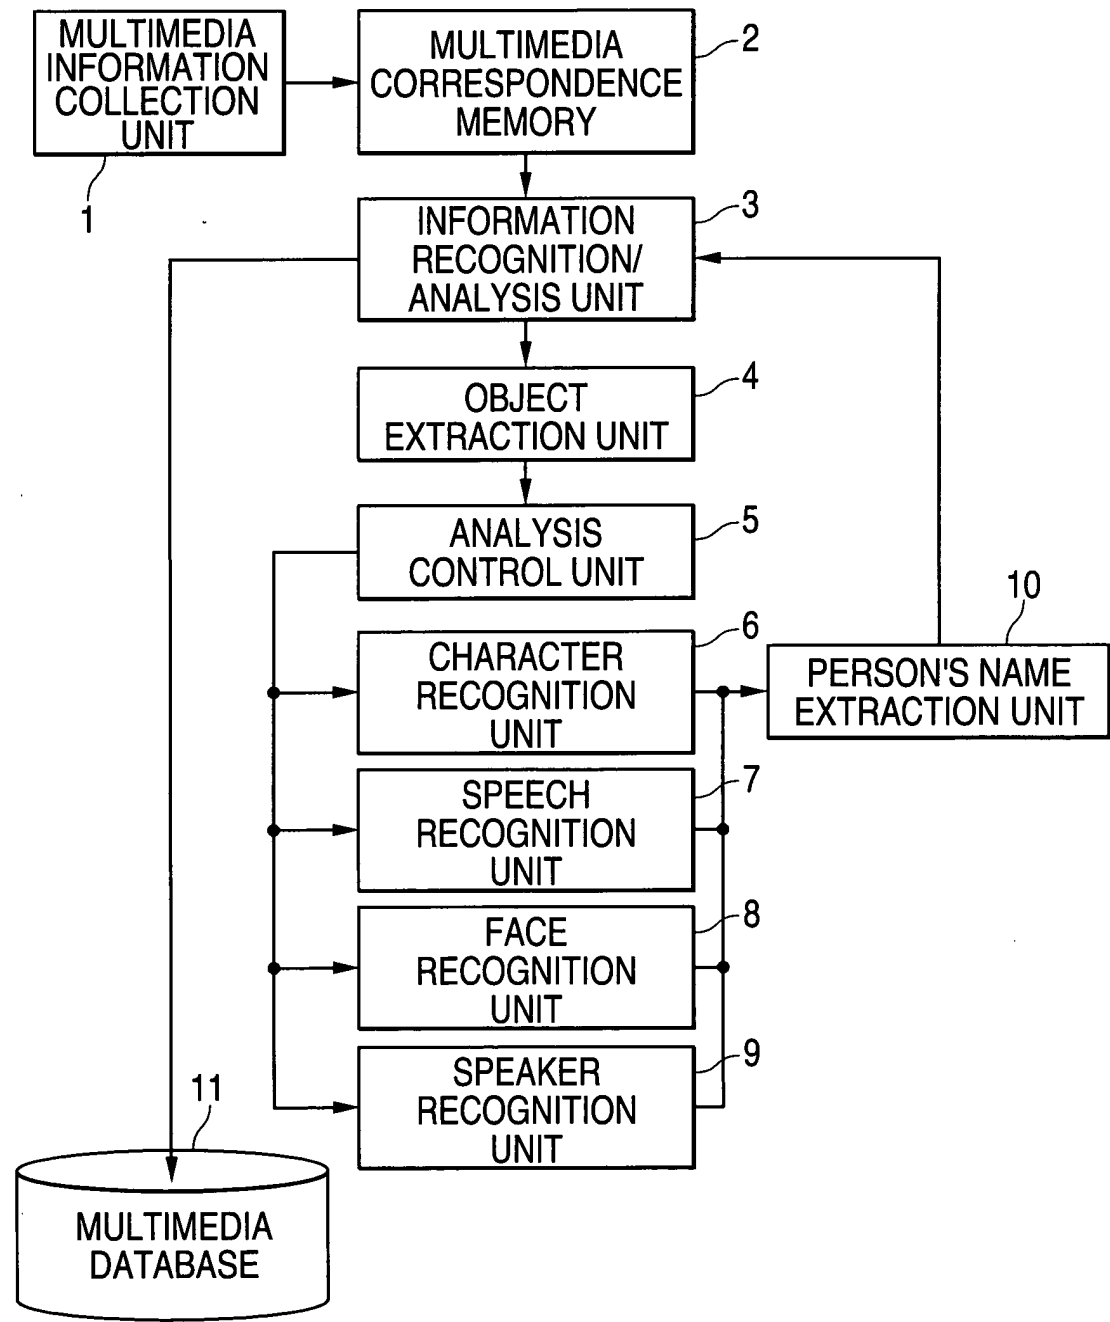 MULTIMEDIA
INFORMATION
COLLECTION
UNIT
1
MULTIMEDIA
CORRESPONDENCE
MEMORY
2
INFORMATION
RECOGNITION/
ANALYSIS UNIT
3
OBJECT
EXTRACTION UNIT
4
ANALYSIS
CONTROL UNIT
5
CHARACTER
RECOGNITION
UNIT
6
PERSON'S NAME
EXTRACTION UNIT
10
SPEECH
RECOGNITION
UNIT
7
FACE
RECOGNITION
UNIT
8
SPEAKER
RECOGNITION
UNIT
9
11
MULTIMEDIA
DATABASE